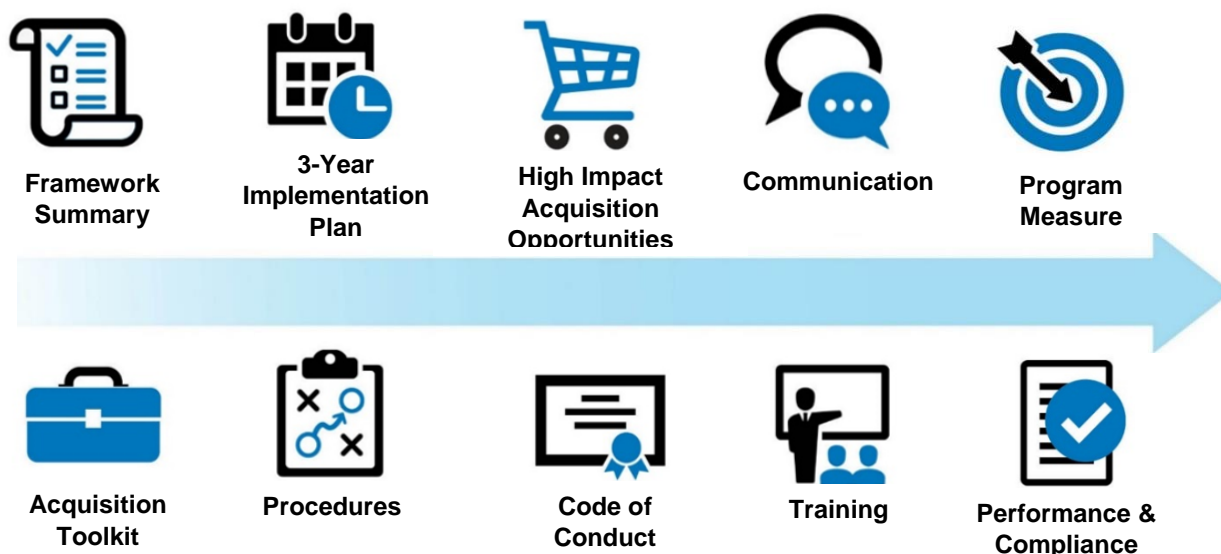 Framework
Summary
3-Year
Implementation
Plan
High Impact
Acquisition
Opportunities
Communication
Program
Measure
Acquisition
Toolkit
Procedures
Code of
Conduct
Training
Performance &
Compliance